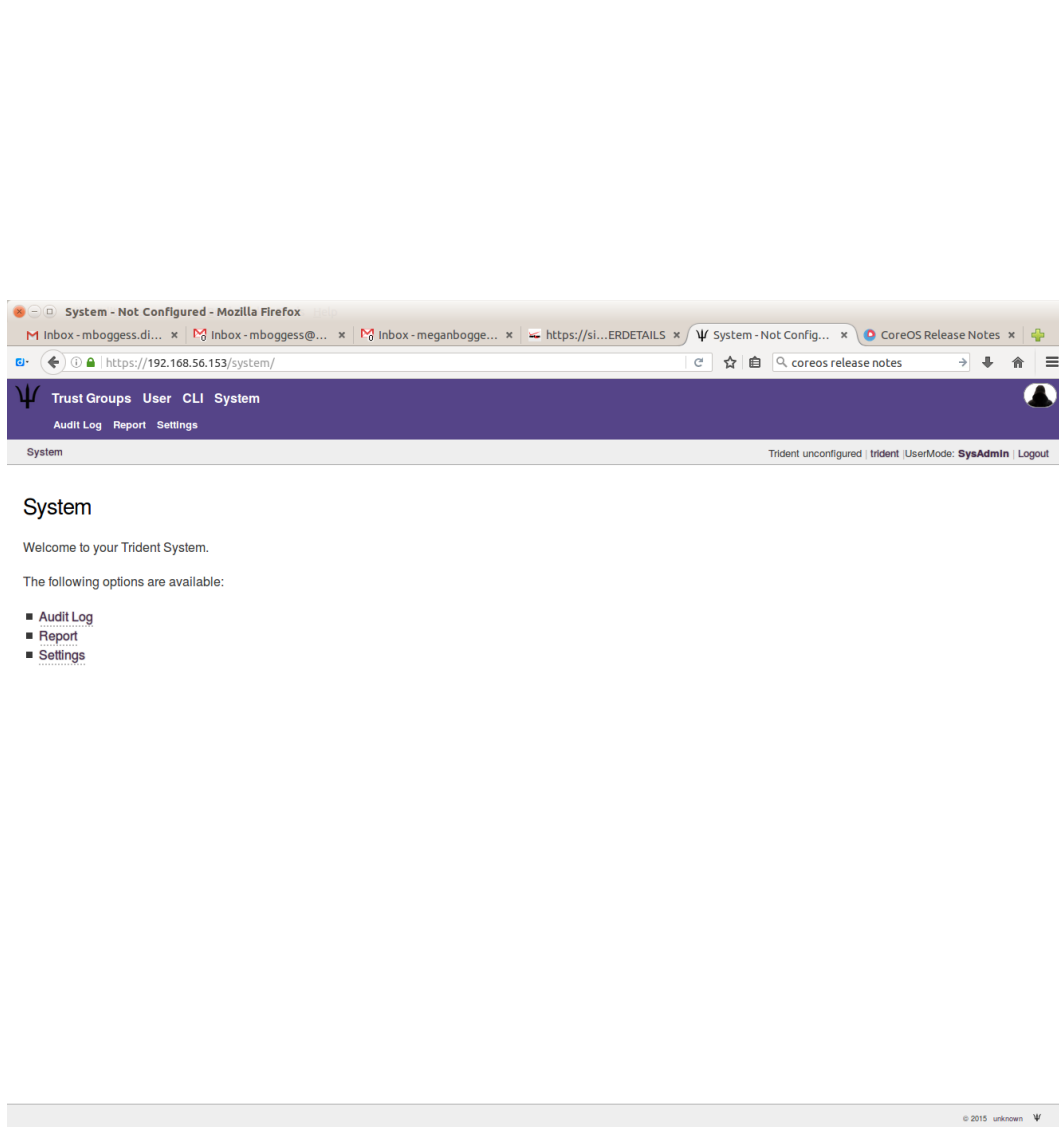 System - Not Configured - Mozilla Firefox
Inbox - mboggess.di... Inbox - mboggess@... Inbox - meganbogge... https://si...ERDETAILS System - Not Config... CoreOS Release Notes
https://192.168.56.153/system/ coreos release notes
Trust Groups User CLI System
Audit Log Report Settings
System Trident unconfigured | trident |UserMode: SysAdmin | Logout
System
Welcome to your Trident System.
The following options are available:
Audit Log
Report
Settings
© 2015 unknown